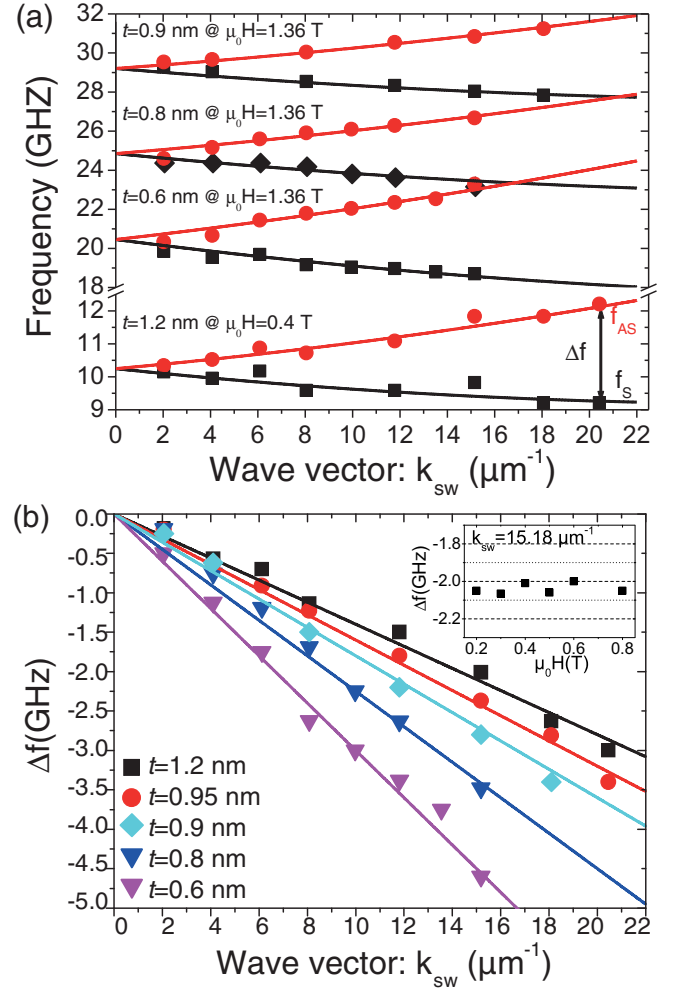 (a)
32
30
28
26
24
22
20
18
12
11
10
9
Frequency (GHZ)
t=0.9 nm @ μ₀H=1.36 T
t=0.8 nm @ μ₀H=1.36 T
t=0.6 nm @ μ₀H=1.36 T
t=1.2 nm @ μ₀H=0.4 T
f_AS
Δf
f_S
0 2 4 6 8 10 12 14 16 18 20 22
Wave vector: k_sw (μm⁻¹)
(b)
0.0
-0.5
-1.0
-1.5
-2.0
-2.5
-3.0
-3.5
-4.0
-4.5
-5.0
Δf(GHz)
k_sw=15.18 μm⁻¹
-1.8
-2.0
-2.2
Δf(GHz)
0.2 0.4 0.6 0.8
μ₀H(T)
t=1.2 nm
t=0.95 nm
t=0.9 nm
t=0.8 nm
t=0.6 nm
0 2 4 6 8 10 12 14 16 18 20 22
Wave vector: k_sw (μm⁻¹)